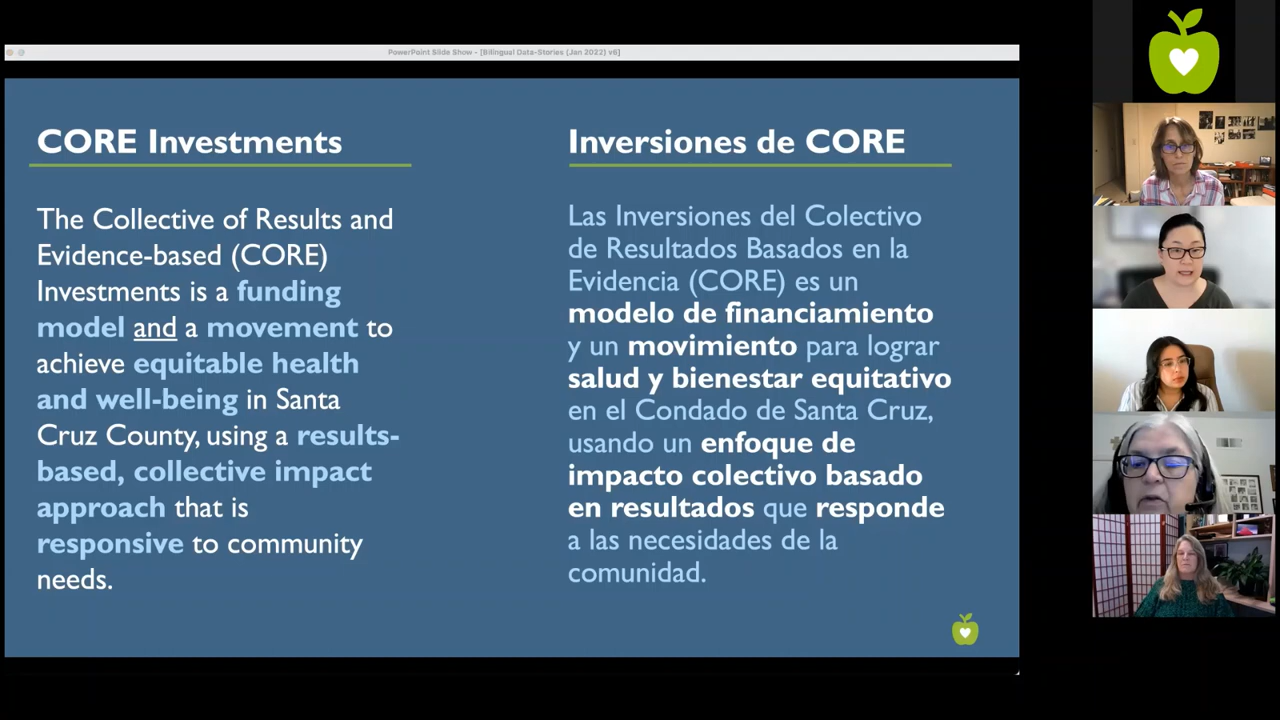 PowerPoint Slide Show - [Bilingual Data-Stories (Jan 2022) v6]
CORE Investments
The Collective of Results and
Evidence-based (CORE)
Investments is a funding
model and a movement to
achieve equitable health
and well-being in Santa
Cruz County, using a results-
based, collective impact
approach that is
responsive to community
needs.
Inversiones de CORE
Las Inversiones del Colectivo
de Resultados Basados en la
Evidencia (CORE) es un
modelo de financiamiento
y un movimiento para lograr
salud y bienestar equitativo
en el Condado de Santa Cruz,
usando un enfoque de
impacto colectivo basado
en resultados que responde
a las necesidades de la
comunidad.